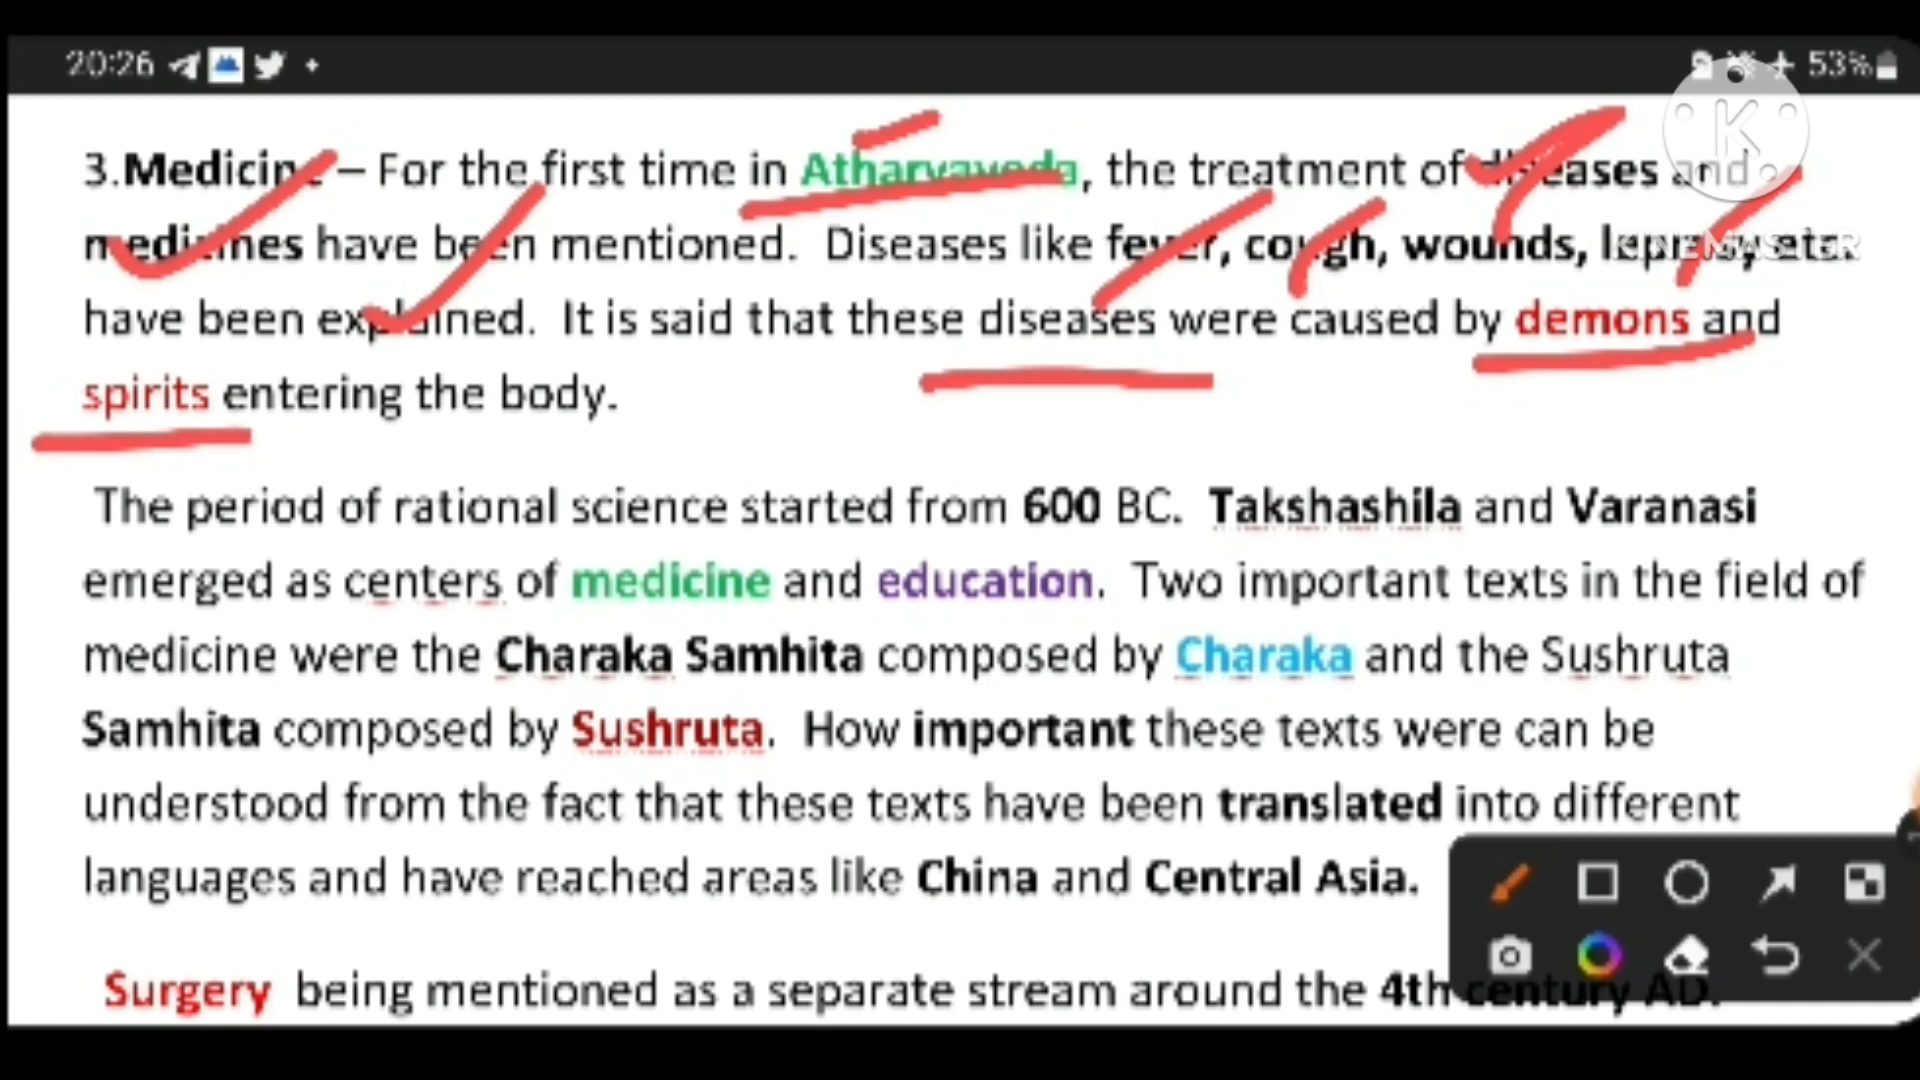 20:26
53%
3.Medicine – For the first time in Atharvaveda, the treatment of diseases and
medicines have been mentioned. Diseases like fever, cough, wounds, leprosy etc.
KINEMASTER
have been explained. It is said that these diseases were caused by demons and
spirits entering the body.
The period of rational science started from 600 BC. Takshashila and Varanasi
emerged as centers of medicine and education. Two important texts in the field of
medicine were the Charaka Samhita composed by Charaka and the Sushruta
Samhita composed by Sushruta. How important these texts were can be
understood from the fact that these texts have been translated into different
languages and have reached areas like China and Central Asia.
Surgery being mentioned as a separate stream around the 4th century AD.